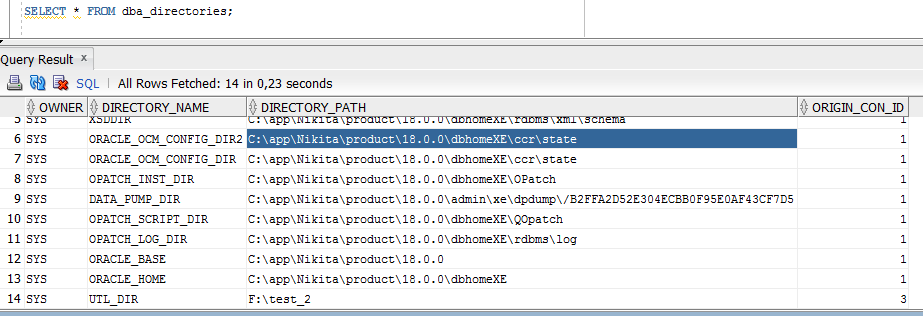 SELECT * FROM dba_directories;
Query Result x
SQL | All Rows Fetched: 14 in 0,23 seconds
OWNER DIRECTORY_NAME DIRECTORY_PATH ORIGIN_CON_ID
5 SYS XSDDIR C:\app\Nikita\product\18.0.0\dbhomeXE\rdbms\xml\schema 1
6 SYS ORACLE_OCM_CONFIG_DIR2 C:\app\Nikita\product\18.0.0\dbhomeXE\ccr\state 1
7 SYS ORACLE_OCM_CONFIG_DIR C:\app\Nikita\product\18.0.0\dbhomeXE\ccr\state 1
8 SYS OPATCH_INST_DIR C:\app\Nikita\product\18.0.0\dbhomeXE\OPatch 1
9 SYS DATA_PUMP_DIR C:\app\Nikita\product\18.0.0\admin\xe\dpdump\/B2FFA2D52E304ECBB0F95E0AF43CF7D5 1
10 SYS OPATCH_SCRIPT_DIR C:\app\Nikita\product\18.0.0\dbhomeXE\QOpatch 1
11 SYS OPATCH_LOG_DIR C:\app\Nikita\product\18.0.0\dbhomeXE\rdbms\log 1
12 SYS ORACLE_BASE C:\app\Nikita\product\18.0.0 1
13 SYS ORACLE_HOME C:\app\Nikita\product\18.0.0\dbhomeXE 1
14 SYS UTL_DIR F:\test_2 3